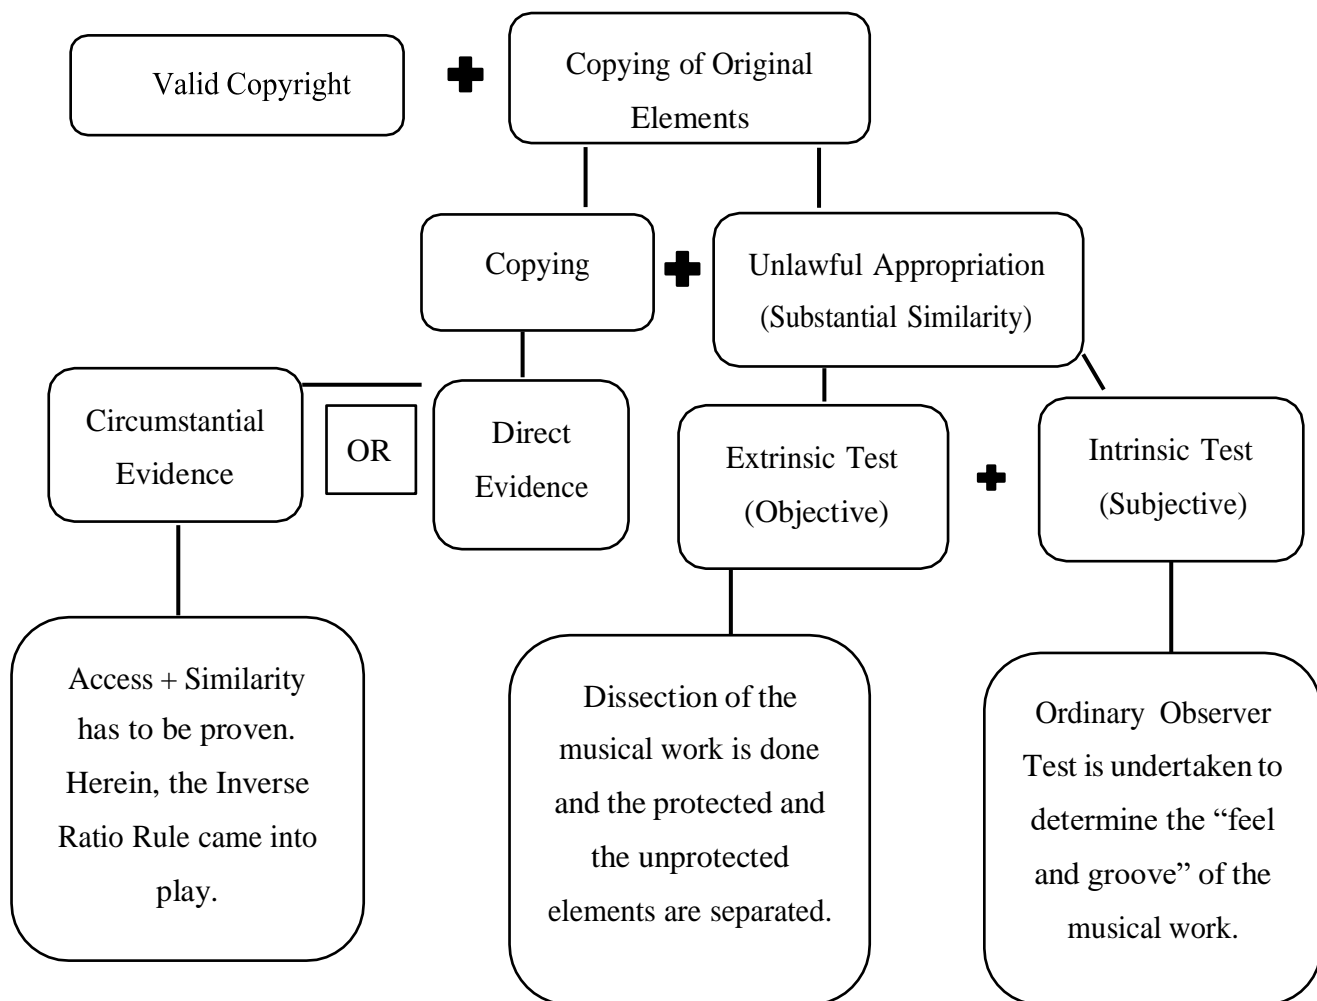 Valid Copyright
Copying of Original
Elements
Copying
Unlawful Appropriation
(Substantial Similarity)
Circumstantial
Evidence
OR
Direct
Evidence
Extrinsic Test
(Objective)
Intrinsic Test
(Subjective)
Access + Similarity
has to be proven.
Herein, the Inverse
Ratio Rule came into
play.
Dissection of the
musical work is done
and the protected and
the unprotected
elements are separated.
Ordinary Observer
Test is undertaken to
determine the “feel
and groove” of the
musical work.